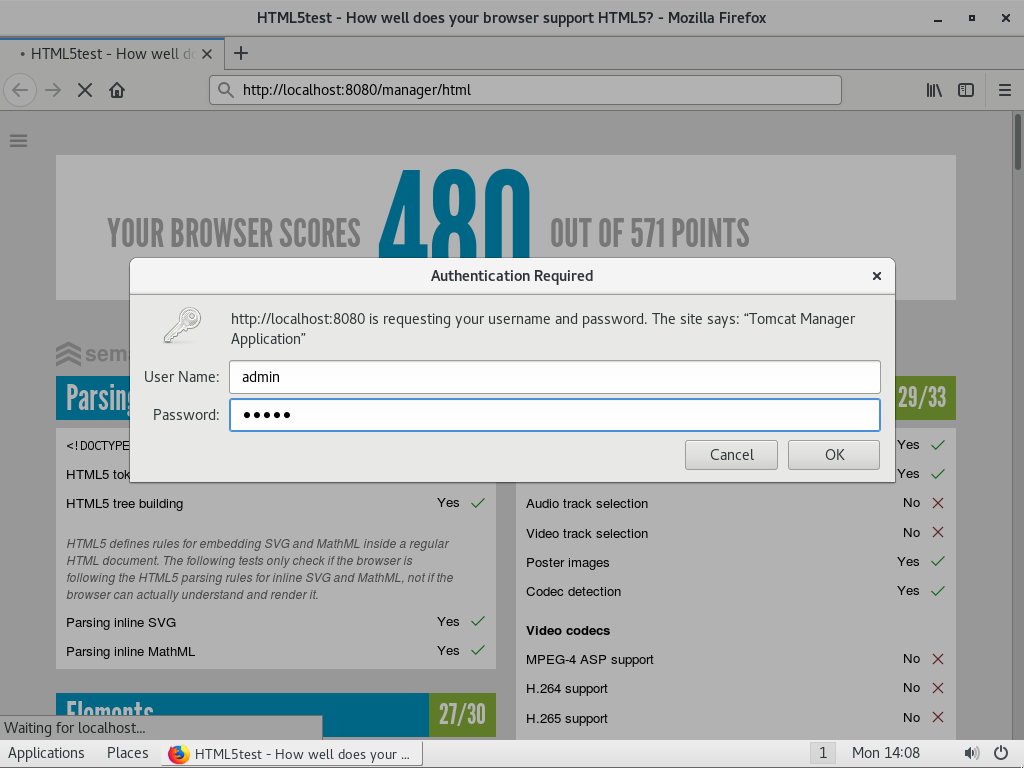 HTML5test - How well does your browser support HTML5? - Mozilla Firefox
• HTML5test - How well do
http://localhost:8080/manager/html
YOUR BROWSER SCORES 480 OUT OF 571 POINTS
Authentication Required
http://localhost:8080 is requesting your username and password. The site says: “Tomcat Manager
Application”
User Name: admin
Password: •••••
Cancel OK
Parsing
29/33
<!DOCTYPE
Yes
HTML5 tok
Yes
HTML5 tree building Yes
Audio track selection No
HTML5 defines rules for embedding SVG and MathML inside a regular
HTML document. The following tests only check if the browser is
following the HTML5 parsing rules for inline SVG and MathML, not if the
browser can actually understand and render it.
Parsing inline SVG Yes
Parsing inline MathML Yes
Video track selection No
Poster images Yes
Codec detection Yes
Video codecs
MPEG-4 ASP support No
H.264 support No
H.265 support No
Elements 27/30
Waiting for localhost...
Applications Places HTML5test - How well does your ... 1 Mon 14:08